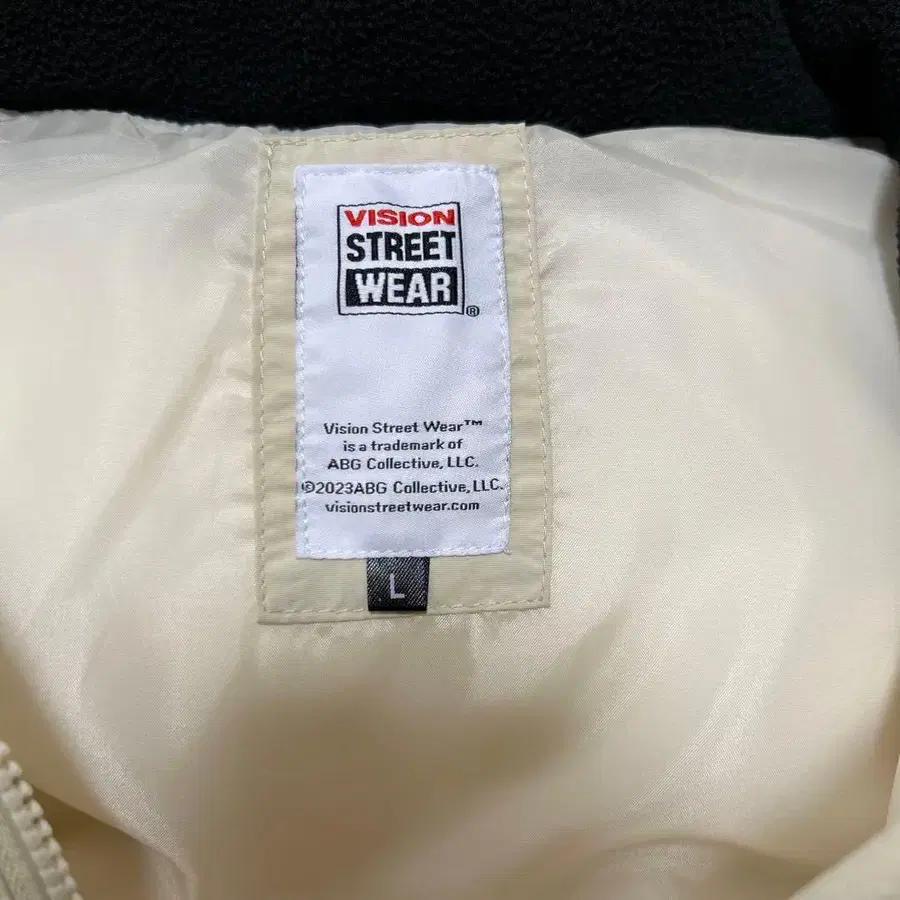 VISION
STREET
WEAR
®
Vision Street Wear™
is a trademark of
ABG Collective, LLC.
©2023ABG Collective, LLC.
visionstreetwear.com
L